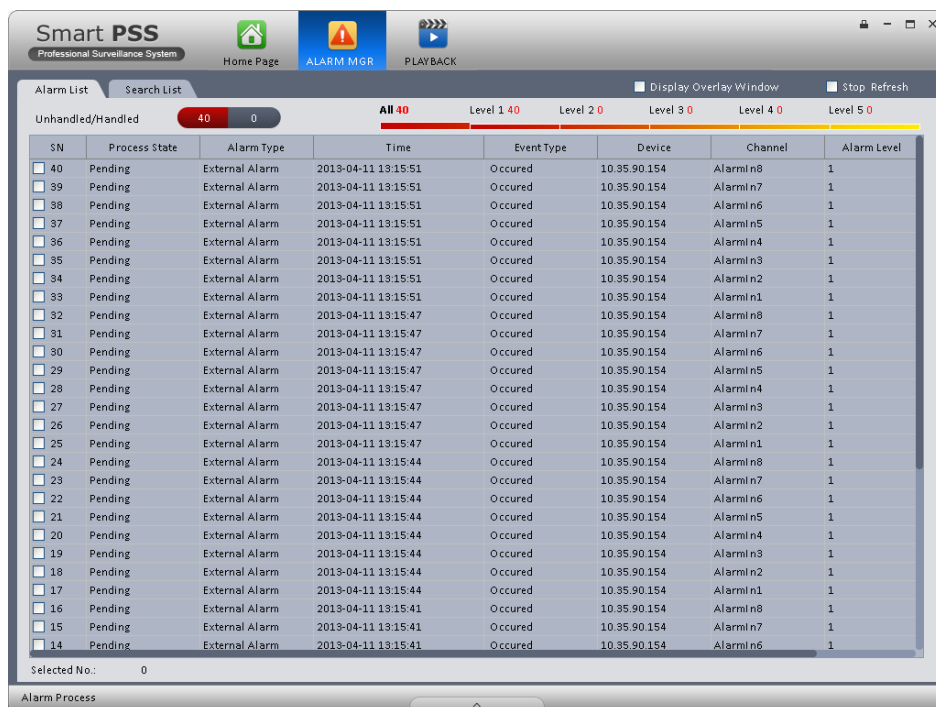 Smart PSS
Professional Surveillance System
Home Page ALARM MGR PLAYBACK
Alarm List Search List Display Overlay Window Stop Refresh
Unhandled/Handled 40 0 All 40 Level 1 40 Level 2 0 Level 3 0 Level 4 0 Level 5 0
SN Process State Alarm Type Time Event Type Device Channel Alarm Level
40 Pending External Alarm 2013-04-11 13:15:51 Occured 10.35.90.154 AlarmIn8 1
39 Pending External Alarm 2013-04-11 13:15:51 Occured 10.35.90.154 AlarmIn7 1
38 Pending External Alarm 2013-04-11 13:15:51 Occured 10.35.90.154 AlarmIn6 1
37 Pending External Alarm 2013-04-11 13:15:51 Occured 10.35.90.154 AlarmIn5 1
36 Pending External Alarm 2013-04-11 13:15:51 Occured 10.35.90.154 AlarmIn4 1
35 Pending External Alarm 2013-04-11 13:15:51 Occured 10.35.90.154 AlarmIn3 1
34 Pending External Alarm 2013-04-11 13:15:51 Occured 10.35.90.154 AlarmIn2 1
33 Pending External Alarm 2013-04-11 13:15:51 Occured 10.35.90.154 AlarmIn1 1
32 Pending External Alarm 2013-04-11 13:15:47 Occured 10.35.90.154 AlarmIn8 1
31 Pending External Alarm 2013-04-11 13:15:47 Occured 10.35.90.154 AlarmIn7 1
30 Pending External Alarm 2013-04-11 13:15:47 Occured 10.35.90.154 AlarmIn6 1
29 Pending External Alarm 2013-04-11 13:15:47 Occured 10.35.90.154 AlarmIn5 1
28 Pending External Alarm 2013-04-11 13:15:47 Occured 10.35.90.154 AlarmIn4 1
27 Pending External Alarm 2013-04-11 13:15:47 Occured 10.35.90.154 AlarmIn3 1
26 Pending External Alarm 2013-04-11 13:15:47 Occured 10.35.90.154 AlarmIn2 1
25 Pending External Alarm 2013-04-11 13:15:47 Occured 10.35.90.154 AlarmIn1 1
24 Pending External Alarm 2013-04-11 13:15:44 Occured 10.35.90.154 AlarmIn8 1
23 Pending External Alarm 2013-04-11 13:15:44 Occured 10.35.90.154 AlarmIn7 1
22 Pending External Alarm 2013-04-11 13:15:44 Occured 10.35.90.154 AlarmIn6 1
21 Pending External Alarm 2013-04-11 13:15:44 Occured 10.35.90.154 AlarmIn5 1
20 Pending External Alarm 2013-04-11 13:15:44 Occured 10.35.90.154 AlarmIn4 1
19 Pending External Alarm 2013-04-11 13:15:44 Occured 10.35.90.154 AlarmIn3 1
18 Pending External Alarm 2013-04-11 13:15:44 Occured 10.35.90.154 AlarmIn2 1
17 Pending External Alarm 2013-04-11 13:15:44 Occured 10.35.90.154 AlarmIn1 1
16 Pending External Alarm 2013-04-11 13:15:41 Occured 10.35.90.154 AlarmIn8 1
15 Pending External Alarm 2013-04-11 13:15:41 Occured 10.35.90.154 AlarmIn7 1
14 Pending External Alarm 2013-04-11 13:15:41 Occured 10.35.90.154 AlarmIn6 1
Selected No.: 0
Alarm Process